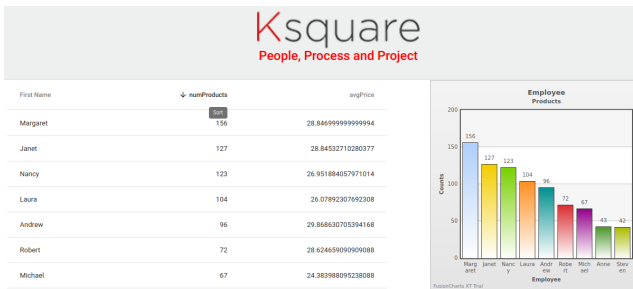 Ksquare
People, Process and Project
First Name numProducts avgPrice
Sort
Margaret 156 28.846999999999994
Janet 127 28.84532710280377
Nancy 123 26.951884057971014
Laura 104 26.07892307692308
Andrew 96 29.868630705394168
Robert 72 28.624659090909088
Michael 67 24.383988095238088
Employee
Products
200
150
100
50
0
Counts
156
127
123
104
96
72
67
43
42
Marg Janet Nanc Laura Andr Robe Mich Anne Stev
aret y ew rt ael en
Employee
FusionCharts XT Trial